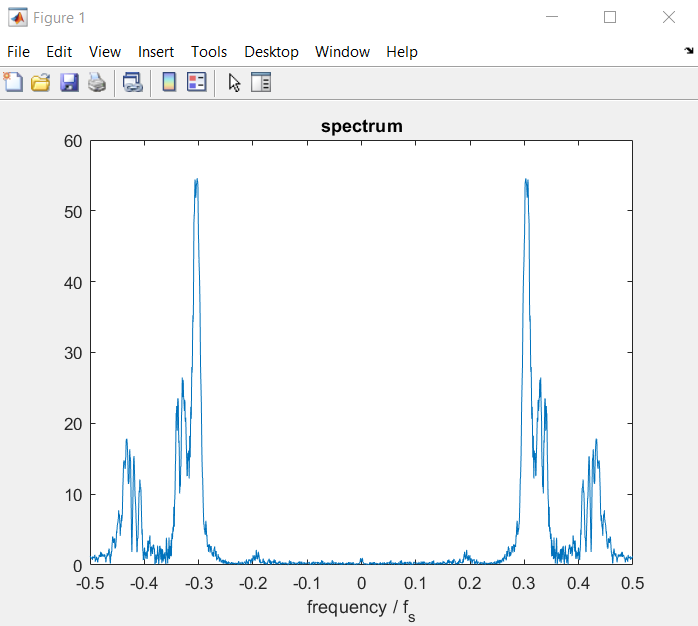 Figure 1
File Edit View Insert Tools Desktop Window Help
spectrum
60
50
40
30
20
10
0
-0.5 -0.4 -0.3 -0.2 -0.1 0 0.1 0.2 0.3 0.4 0.5
frequency / fs